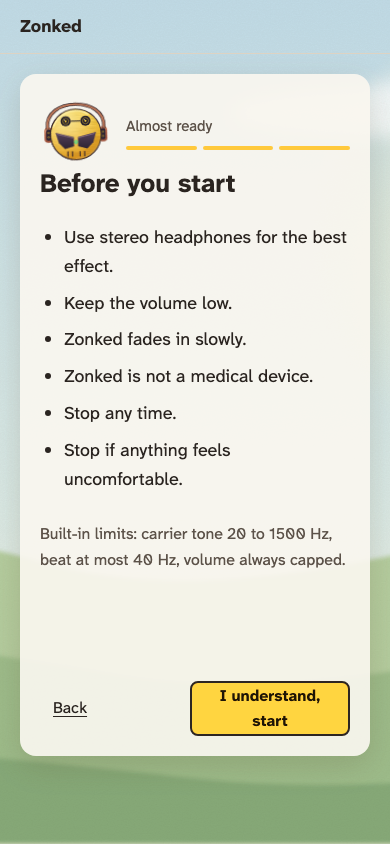 Zonked
Almost ready
Before you start
• Use stereo headphones for the best
effect.
• Keep the volume low.
• Zonked fades in slowly.
• Zonked is not a medical device.
• Stop any time.
• Stop if anything feels
uncomfortable.
Built-in limits: carrier tone 20 to 1500 Hz,
beat at most 40 Hz, volume always capped.
Back
I understand,
start